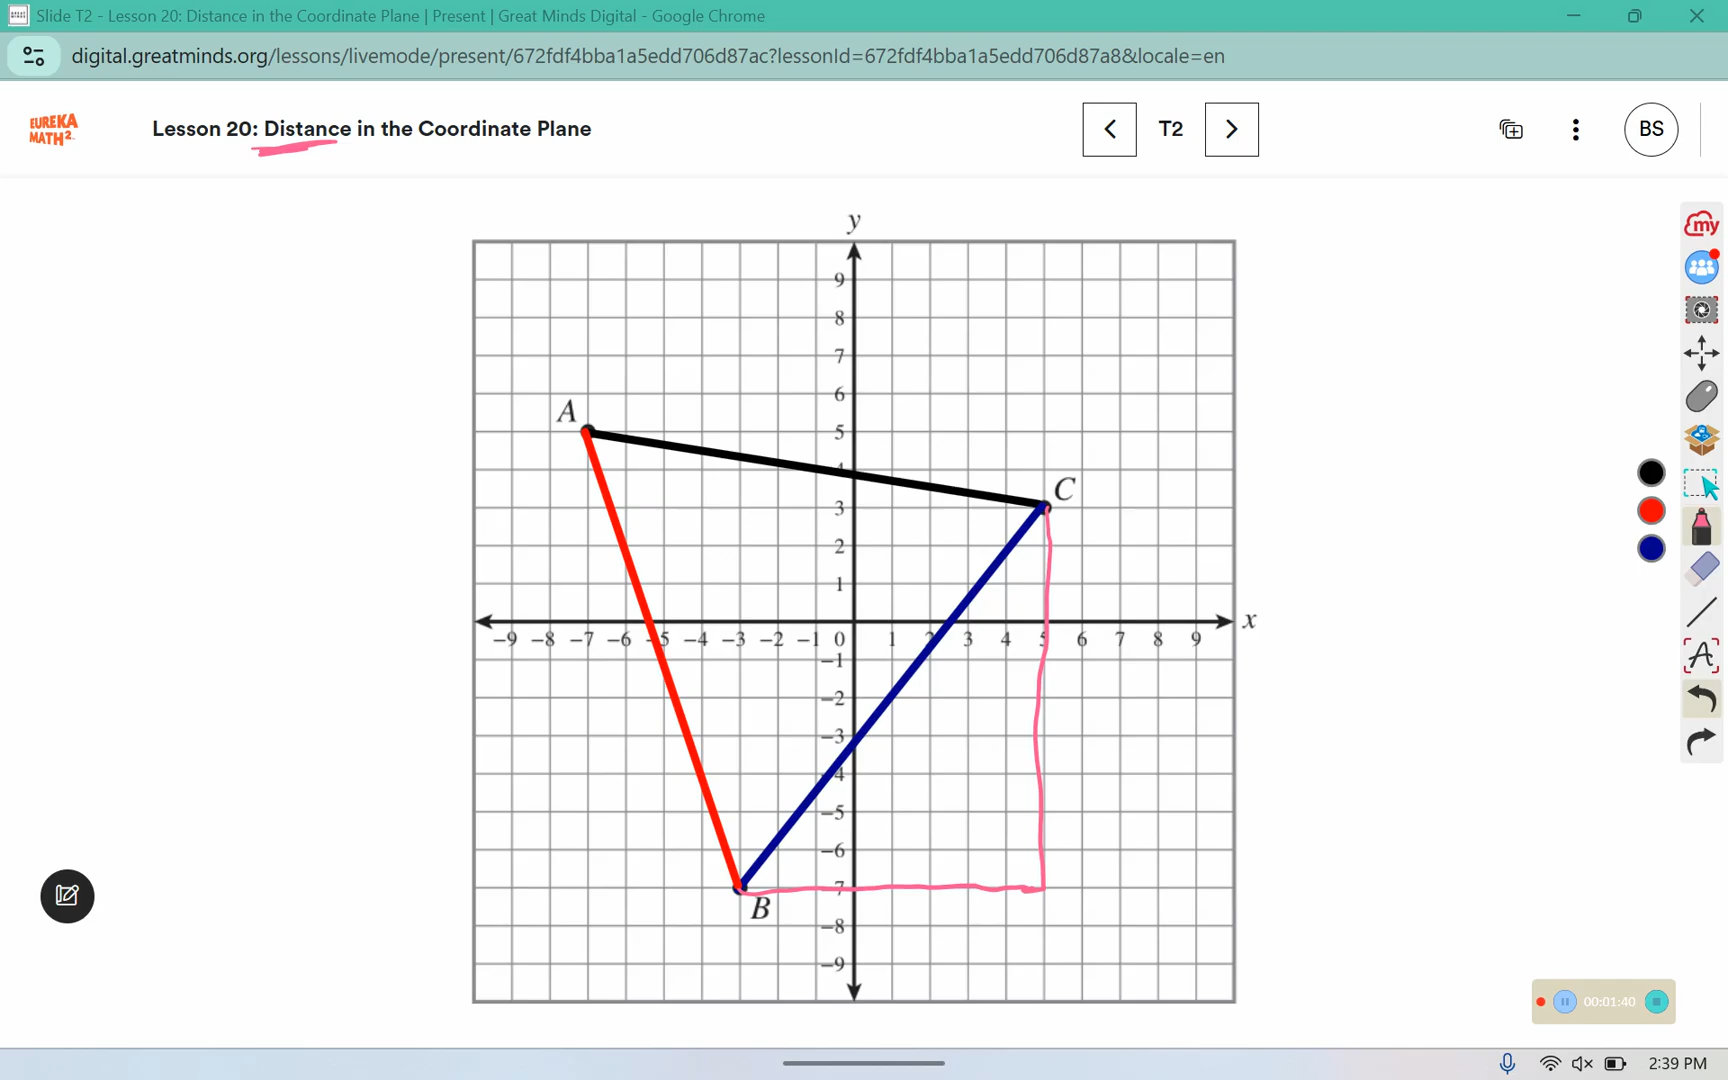 Slide T2 - Lesson 20: Distance in the Coordinate Plane | Present | Great Minds Digital - Google Chrome
digital.greatminds.org/lessons/livemode/present/672fdf4bba1a5edd706d87ac?lessonId=672fdf4bba1a5edd706d87a8&locale=en
EUREKA
MATH2
Lesson 20: Distance in the Coordinate Plane
T2
BS
my
y
9
8
7
6
A
5
4
C
3
2
1
x
-9 -8 -7 -6 -5 -4 -3 -2 -1 0 1 2 3 4 5 6 7 8 9
-1
-2
-3
-4
-5
-6
-7
B
-8
-9
00:01:40
2:39 PM